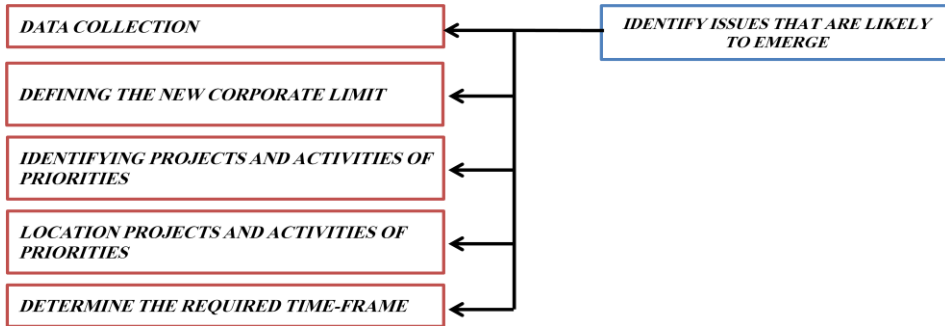 DATA COLLECTION
IDENTIFY ISSUES THAT ARE LIKELY
TO EMERGE
DEFINING THE NEW CORPORATE LIMIT
IDENTIFYING PROJECTS AND ACTIVITIES OF
PRIORITIES
LOCATION PROJECTS AND ACTIVITIES OF
PRIORITIES
DETERMINE THE REQUIRED TIME-FRAME